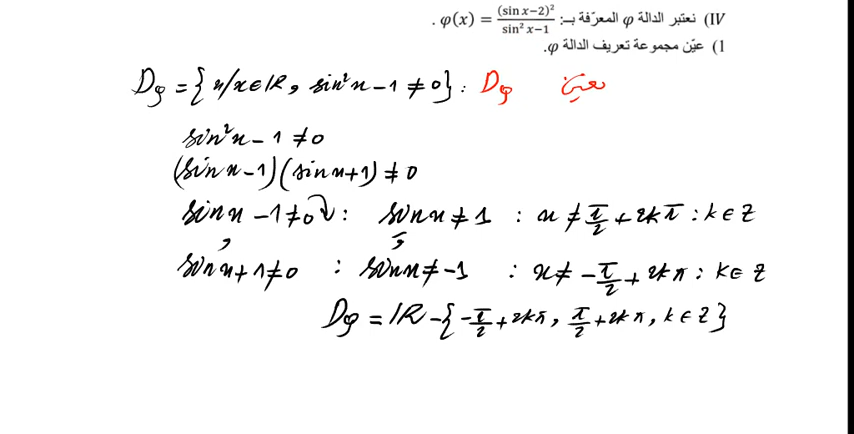 IV) نعتبر الدالة φ المعرّفة بـ: φ(x) = (sin x−2)²/(sin² x−1) .
1) عيّن مجموعة تعريف الدالة φ.
تعيين Dφ : Dφ = {x/x∈ℝ, sin²x − 1 ≠ 0}
sin²x − 1 ≠ 0
(sin x − 1)(sin x + 1) ≠ 0
sin x − 1 ≠ 0 : sin x ≠ 1 : x ≠ π/2 + 2kπ : k ∈ Z
, ,
sin x + 1 ≠ 0 : sin x ≠ −1 : x ≠ −π/2 + 2kπ : k ∈ Z
Dφ = ℝ − {−π/2 + 2kπ, π/2 + 2kπ, k ∈ Z}